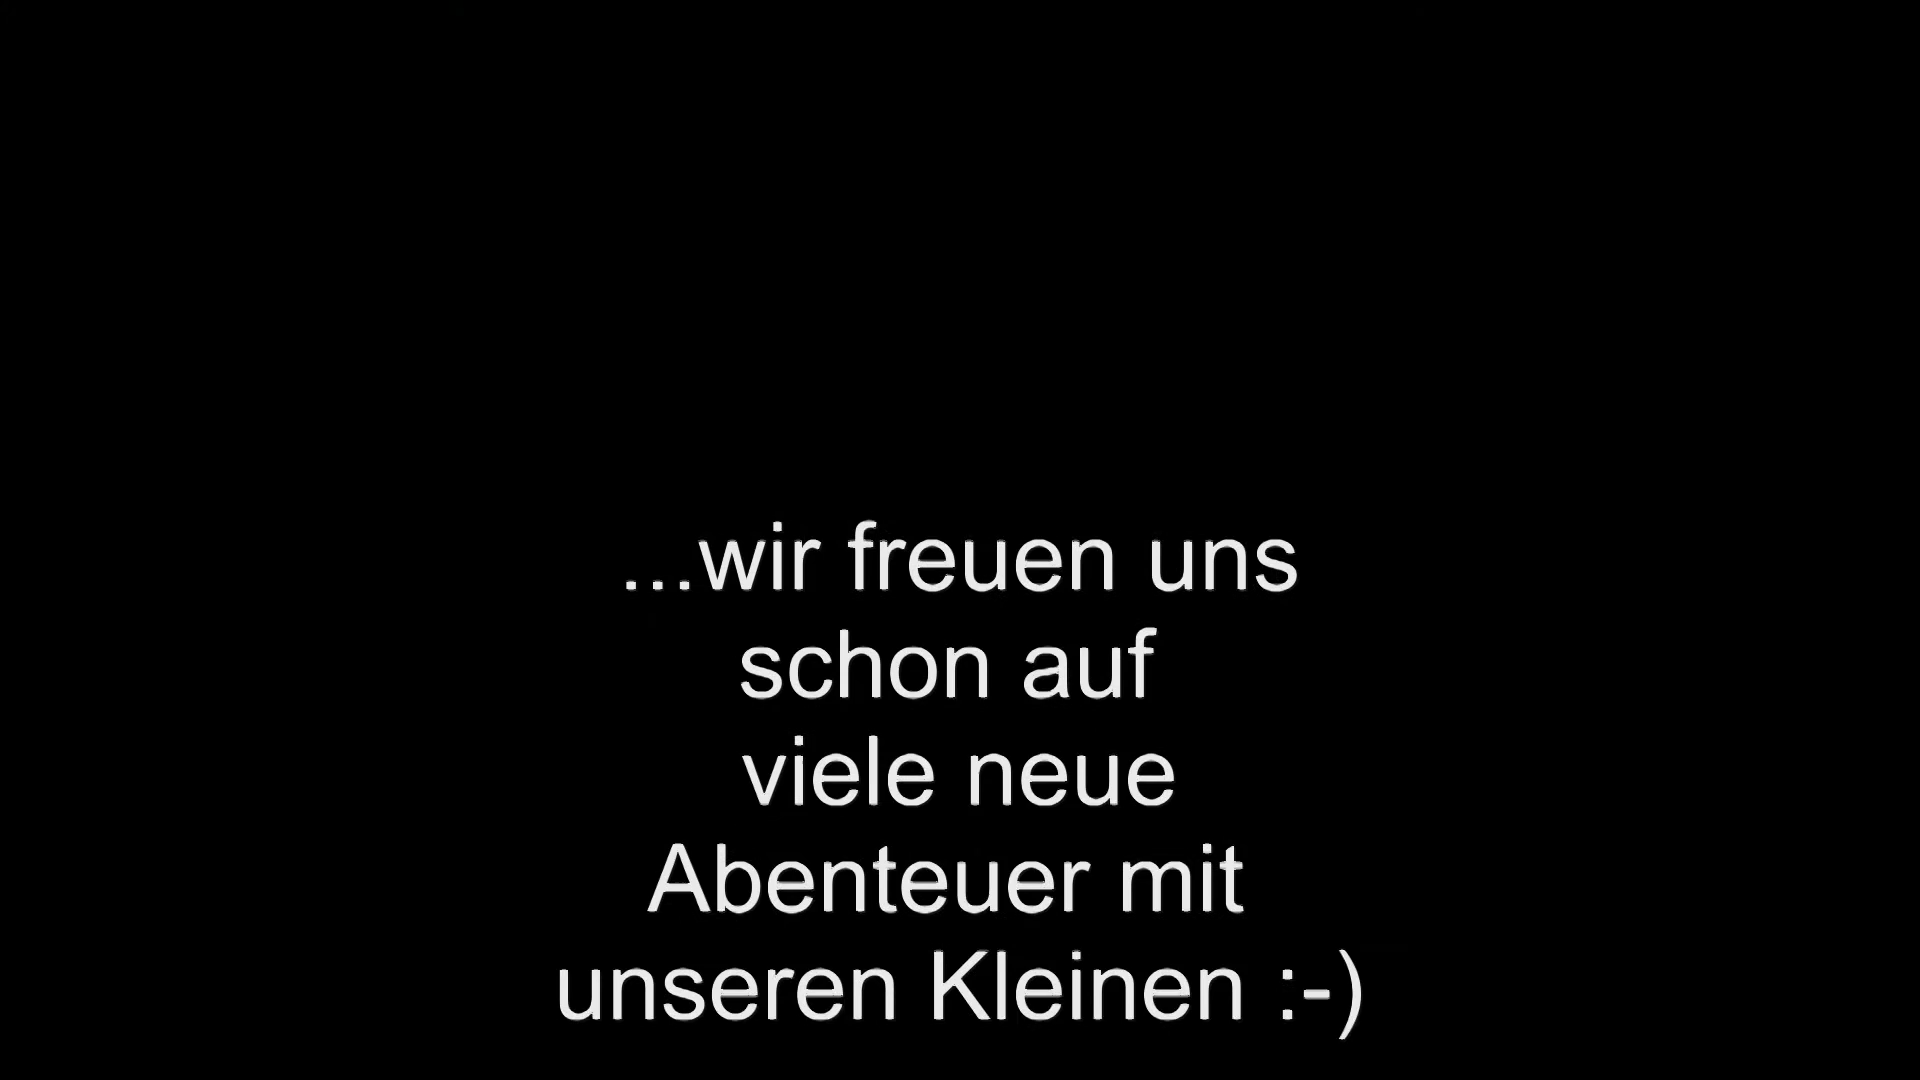 ...wir freuen uns
schon auf
viele neue
Abenteuer mit
unseren Kleinen :-)